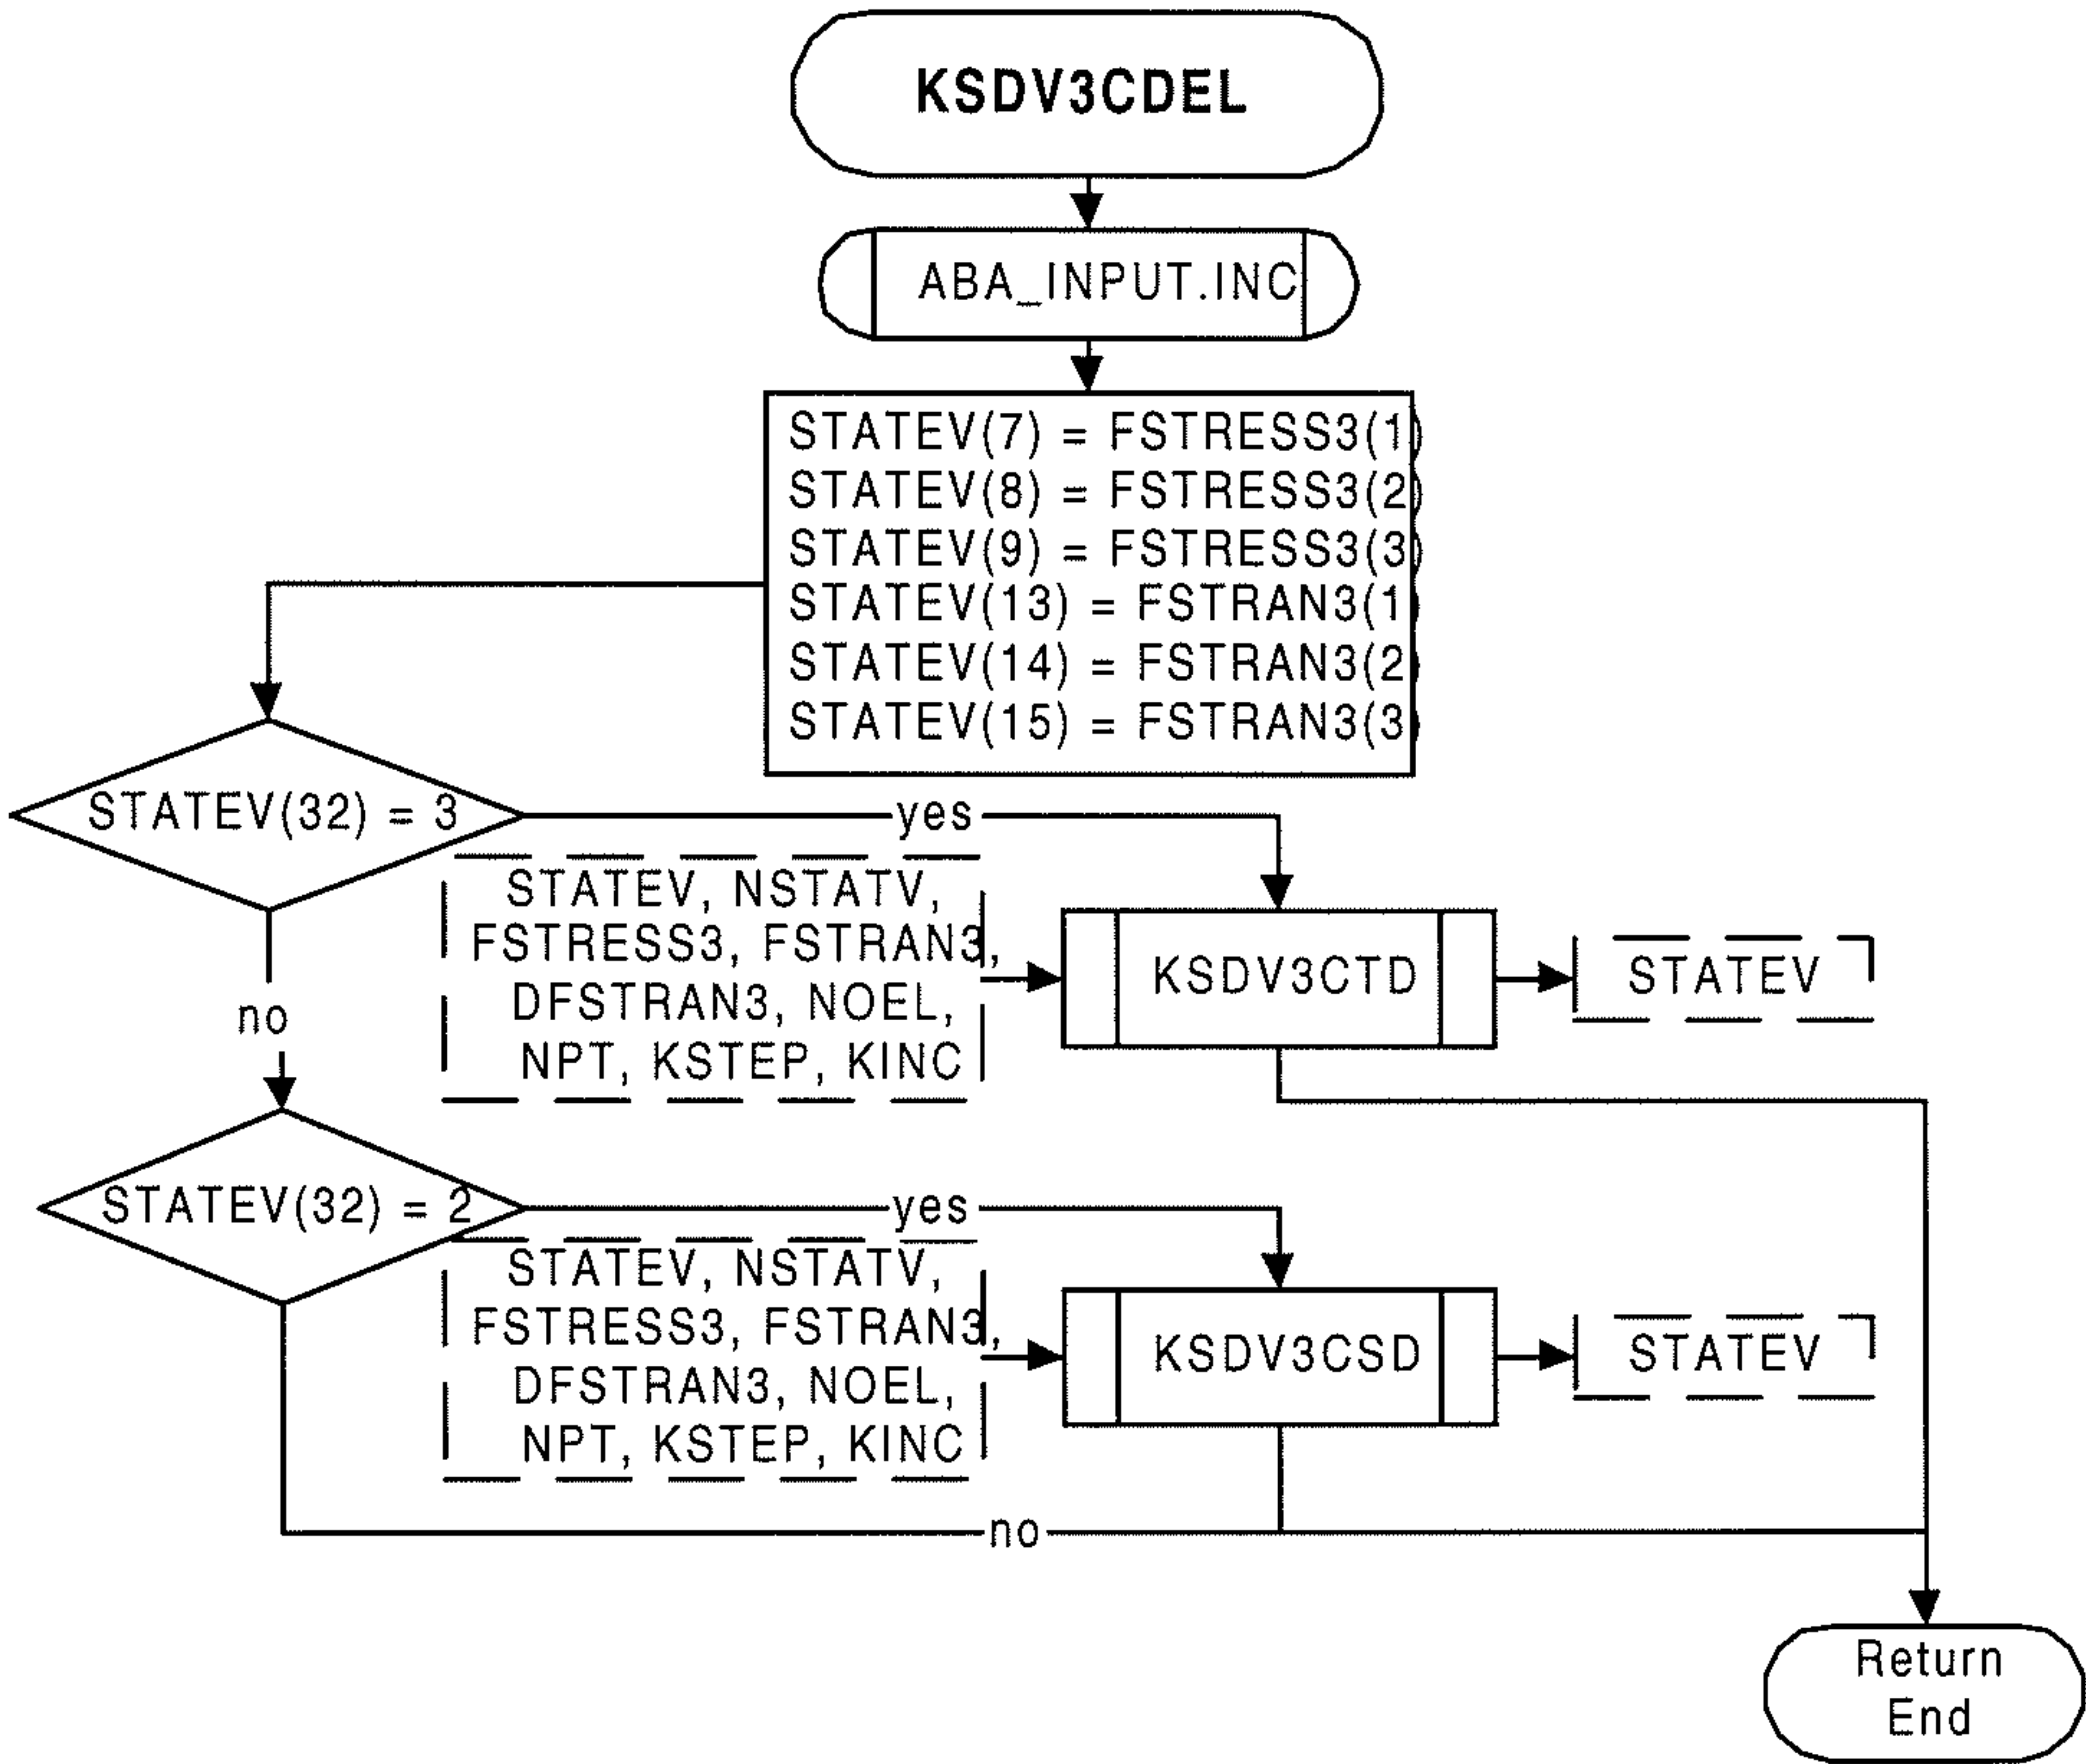 KSDV3CDEL
ABA_INPUT.INC
STATEV(7) = FSTRESS3(1)
STATEV(8) = FSTRESS3(2)
STATEV(9) = FSTRESS3(3)
STATEV(13) = FSTRAN3(1)
STATEV(14) = FSTRAN3(2)
STATEV(15) = FSTRAN3(3)
STATEV(32) = 3
yes
STATEV, NSTATV,
FSTRESS3, FSTRAN3,
DFSTRAN3, NOEL,
NPT, KSTEP, KINC
KSDV3CTD
STATEV
no
STATEV(32) = 2
yes
STATEV, NSTATV,
FSTRESS3, FSTRAN3,
DFSTRAN3, NOEL,
NPT, KSTEP, KINC
KSDV3CSD
STATEV
no
Return
End